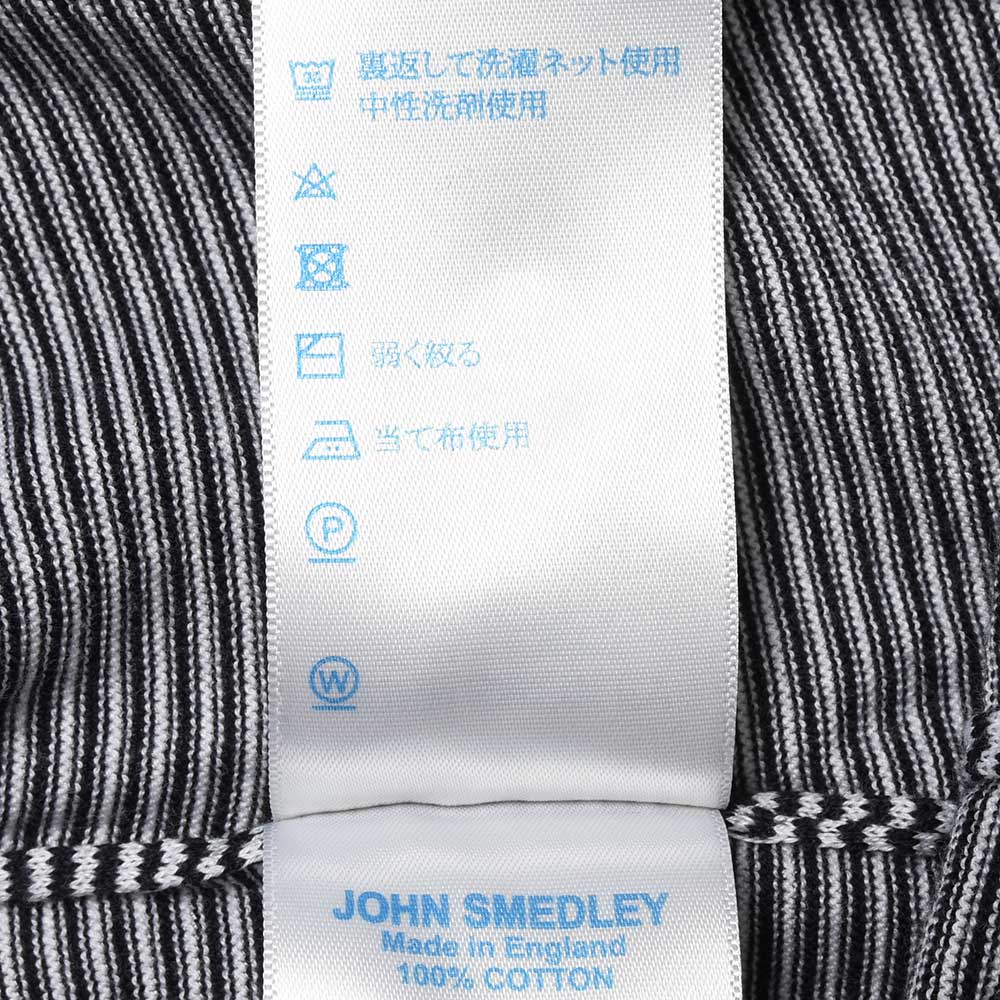 30
裏返して洗濯ネット使用
中性洗剤使用
弱く絞る
当て布使用
P
W
JOHN SMEDLEY
Made in England
100% COTTON